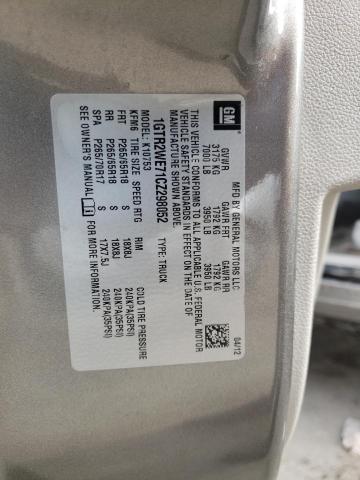 GM
MFD BY GENERAL MOTORS LLC 04/12
GVWR GAWR FRT GAWR RR
3175 KG 1792 KG 1792 KG
7000 LB 3950 LB 3950 LB
THIS VEHICLE CONFORMS TO ALL APPLICABLE U.S. FEDERAL MOTOR
VEHICLE SAFETY STANDARDS IN EFFECT ON THE DATE OF
MANUFACTURE SHOWN ABOVE.
1GTR2WE71CZ298052 TYPE: TRUCK
MODEL: K10753
KFM6 TIRE SIZE SPEED RTG RIM COLD TIRE PRESSURE
FRT P265/65R18 S 18X8J 240KPA(35PSI)
RR P265/65R18 S 18X8J 240KPA(35PSI)
SPA P265/70R17 S 17X7.5J 240KPA(35PSI)
SEE OWNER'S MANUAL